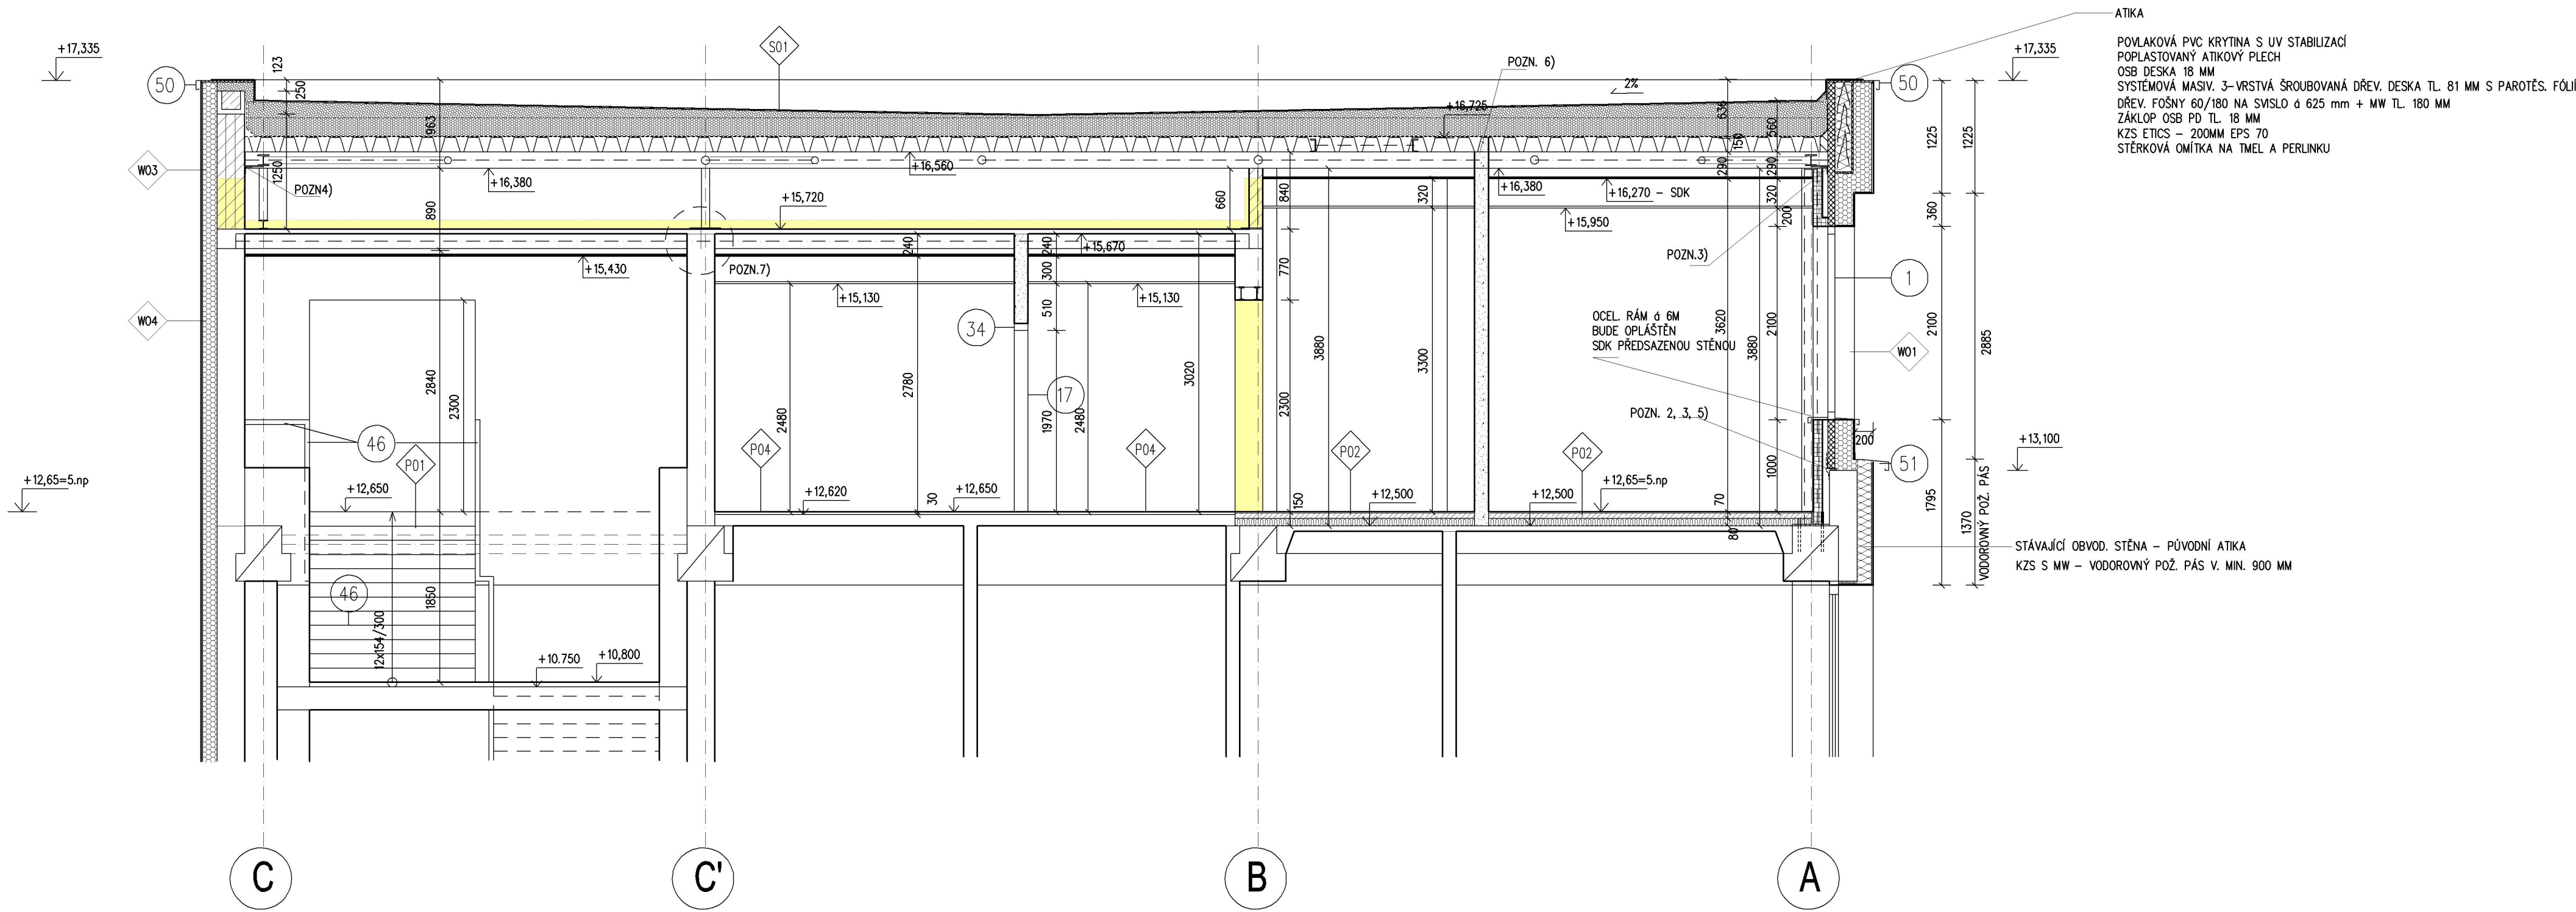 ATIKA
POVLAKOVÁ PVC KRYTINA S UV STABILIZACÍ
POPLASTOVANÝ ATIKOVÝ PLECH
OSB DESKA 18 MM
SYSTÉMOVÁ MASIV. 3-VRSTVÁ ŠROUBOVANÁ DŘEV. DESKA TL. 81 MM S PAROTĚS. FÓLIÍ
DŘEV. FOŠNY 60/180 NA SVISLO á 625 mm + MW TL. 180 MM
ZÁKLOP OSB PD TL. 18 MM
KZS ETICS - 200MM EPS 70
STĚRKOVÁ OMÍTKA NA TMEL A PERLINKU
+17,335
123
250
50
S01
POZN. 6)
2%
+17,335
50
963
+16,725
636
560
150
1225
1225
W03
1250
POZN4)
+16,380
+16,560
290
290
+16,380
+16,270 - SDK
890
+15,720
660
840
320
320
200
360
+15,950
240
240
+15,670
POZN.3)
+15,430
POZN.7)
300
770
+15,130
+15,130
510
1
W04
34
OCEL. RÁM á 6M
BUDE OPLÁŠTĚN
SDK PŘEDSAZENOU STĚNOU
3620
2100
2100
3880
3880
3300
W01
2885
2840
2300
2780
3020
17
2480
1970
2480
2300
POZN. 2, 3, 5)
46
P01
P04
P04
P02
P02
200
+13,100
51
1000
+12,65=5.np
+12,650
+12,620
30
+12,650
150
+12,500
+12,500
+12,65=5.np
70
80
1795
1370
VODOROVNÝ POŽ. PÁS
STÁVAJÍCÍ OBVOD. STĚNA - PŮVODNÍ ATIKA
KZS S MW - VODOROVNÝ POŽ. PÁS V. MIN. 900 MM
46
1850
12x154/300
+10.750
+10,800
C
C'
B
A